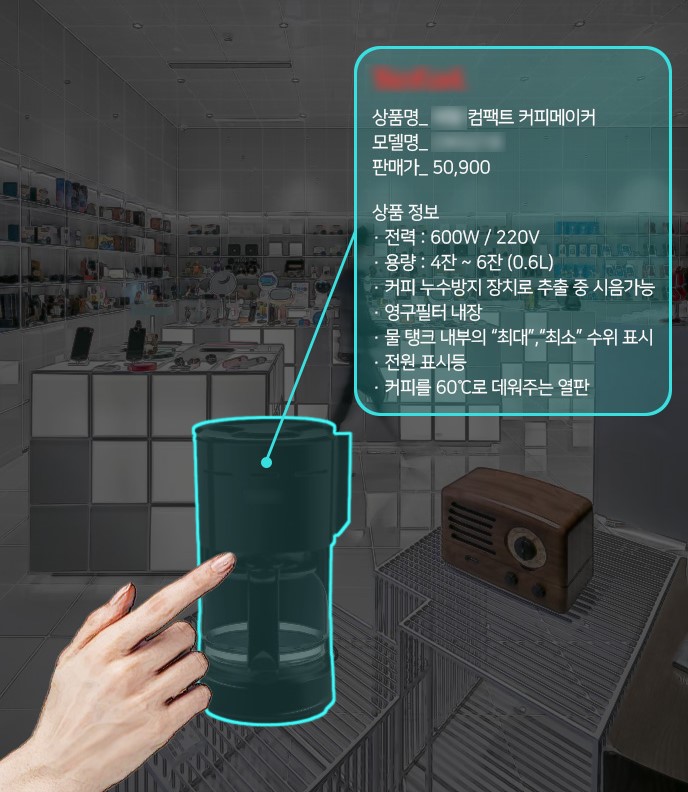 상품명_ 컴팩트 커피메이커
모델명_
판매가_ 50,900
상품 정보
· 전력 : 600W / 220V
· 용량 : 4잔 ~ 6잔 (0.6L)
· 커피 누수방지 장치로 추출 중 시음가능
· 영구필터 내장
· 물 탱크 내부의 “최대”,“최소” 수위 표시
· 전원 표시등
· 커피를 60℃로 데워주는 열판